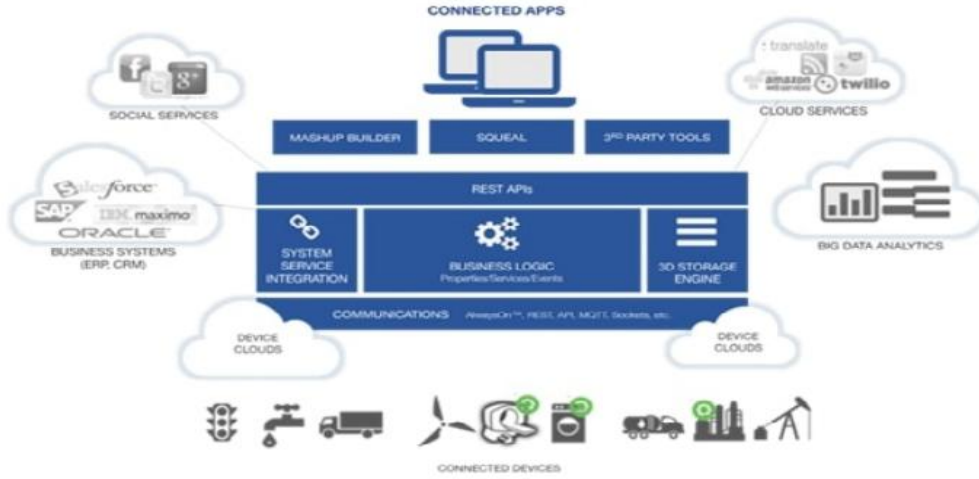 CONNECTED APPS
f
g+
SOCIAL SERVICES
translate
amazon
webservices
twilio
CLOUD SERVICES
MASHUP BUILDER
SQUEAL
3RD PARTY TOOLS
REST APIs
salesforce
SAP
IBM. maximo
ORACLE
BUSINESS SYSTEMS
(ERP, CRM)
SYSTEM
SERVICE
INTEGRATION
BUSINESS LOGIC
Properties/Services/Events
3D STORAGE
ENGINE
BIG DATA ANALYTICS
COMMUNICATIONS AlwaysOn™, REST, API, MQTT, Sockets, etc.
DEVICE
CLOUDS
DEVICE
CLOUDS
CONNECTED DEVICES